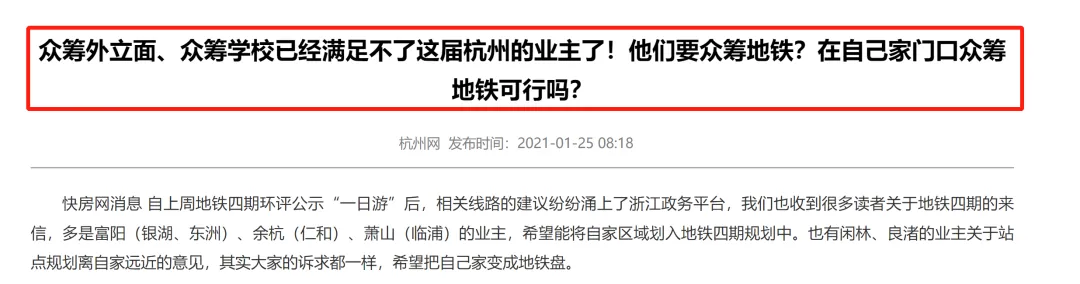 众筹外立面、众筹学校已经满足不了这届杭州的业主了！他们要众筹地铁？在自己家门口众筹
地铁可行吗？
杭州网 发布时间：2021-01-25 08:18
快房网消息 自上周地铁四期环评公示“一日游”后，相关线路的建议纷纷涌上了浙江政务平台，我们也收到很多读者关于地铁四期的来
信，多是富阳（银湖、东洲）、余杭（仁和）、萧山（临浦）的业主，希望能将自家区域划入地铁四期规划中。也有闲林、良渚的业主关于站
点规划离自家远近的意见，其实大家的诉求都一样，希望把自己家变成地铁盘。